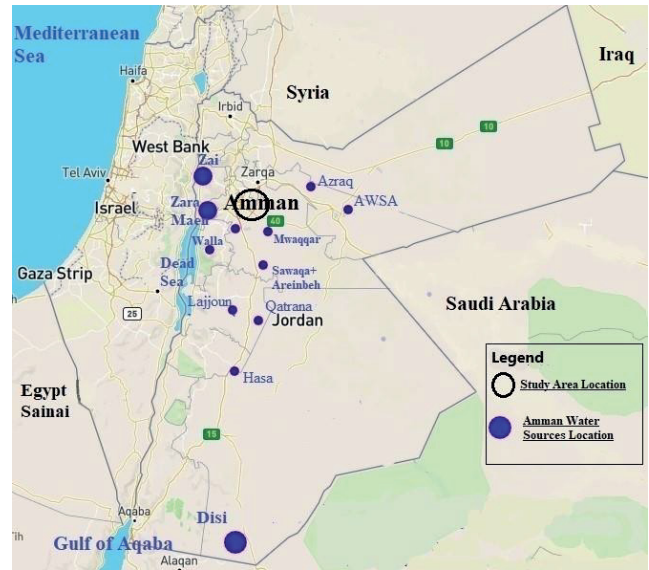 Mediterranean
Sea
Iraq
Haifa
Syria
Irbid
10
10
West Bank
Zai
Zarqa
Tel Aviv
Azraq
Israel
Zara
Maen
Amman
AWSA
40
Mwaqqar
Walla
Gaza Strip
Dead
Sea
Sawaqa+
Areinbeh
Saudi Arabia
25
Lajjoun
Qatrana
Jordan
Legend
Study Area Location
Amman Water
Sources Location
Hasa
Egypt
Sainai
15
Aqaba
Disi
Gulf of Aqaba
Alaqan